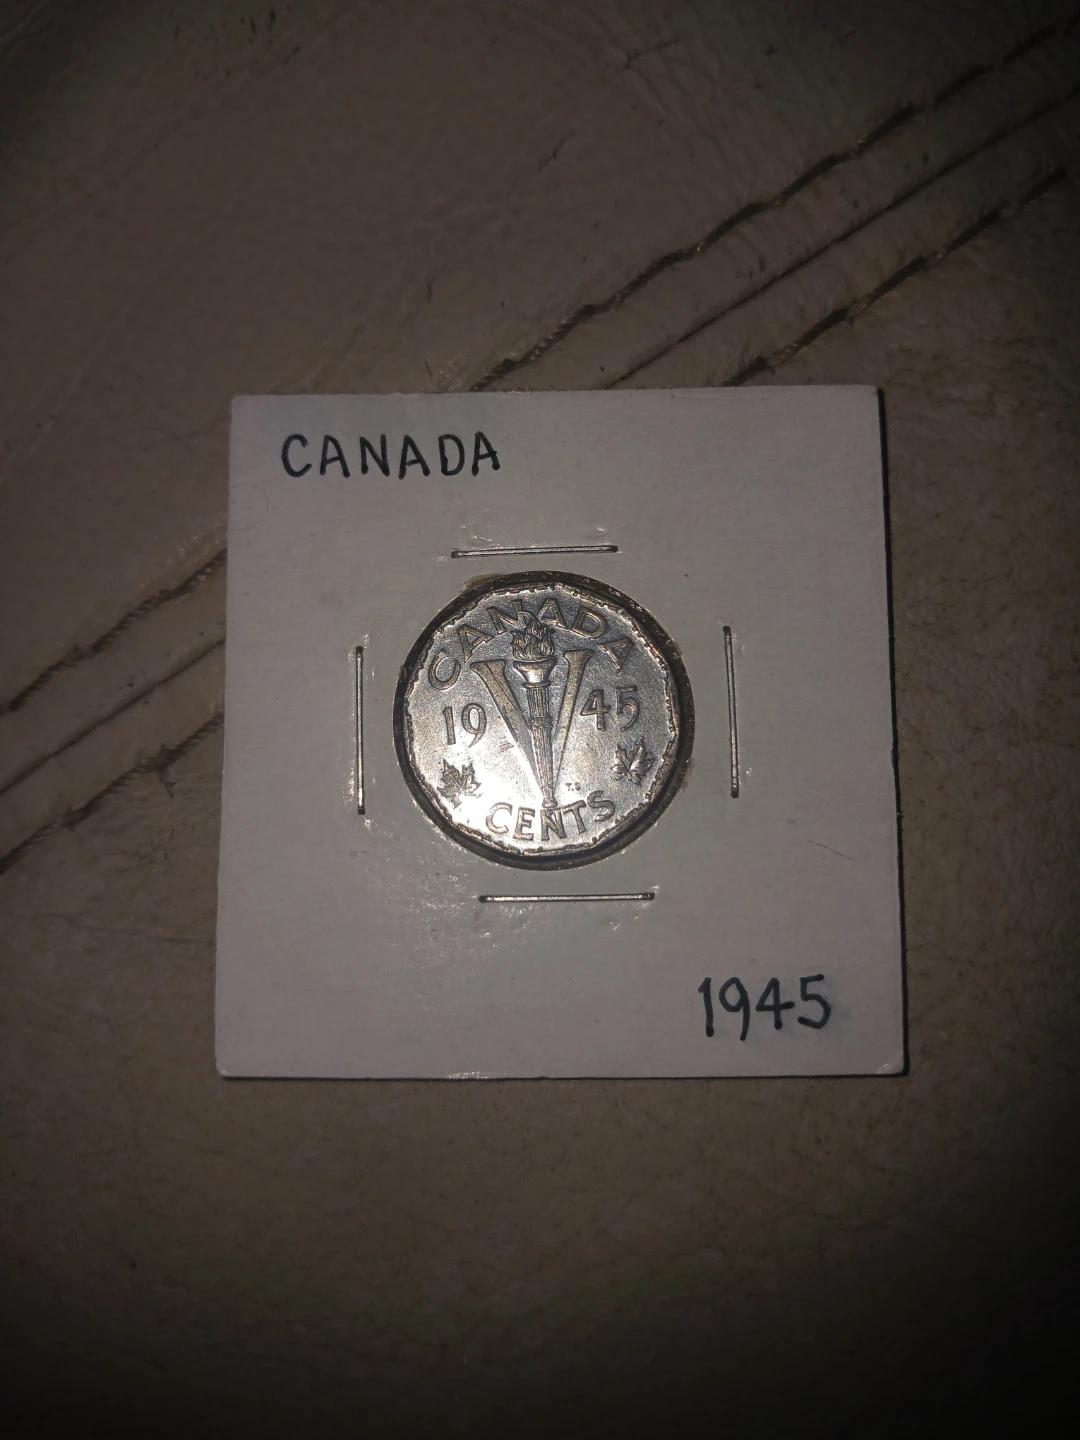 CANADA
CANADA
19 V 45
T.S
CENTS
1945